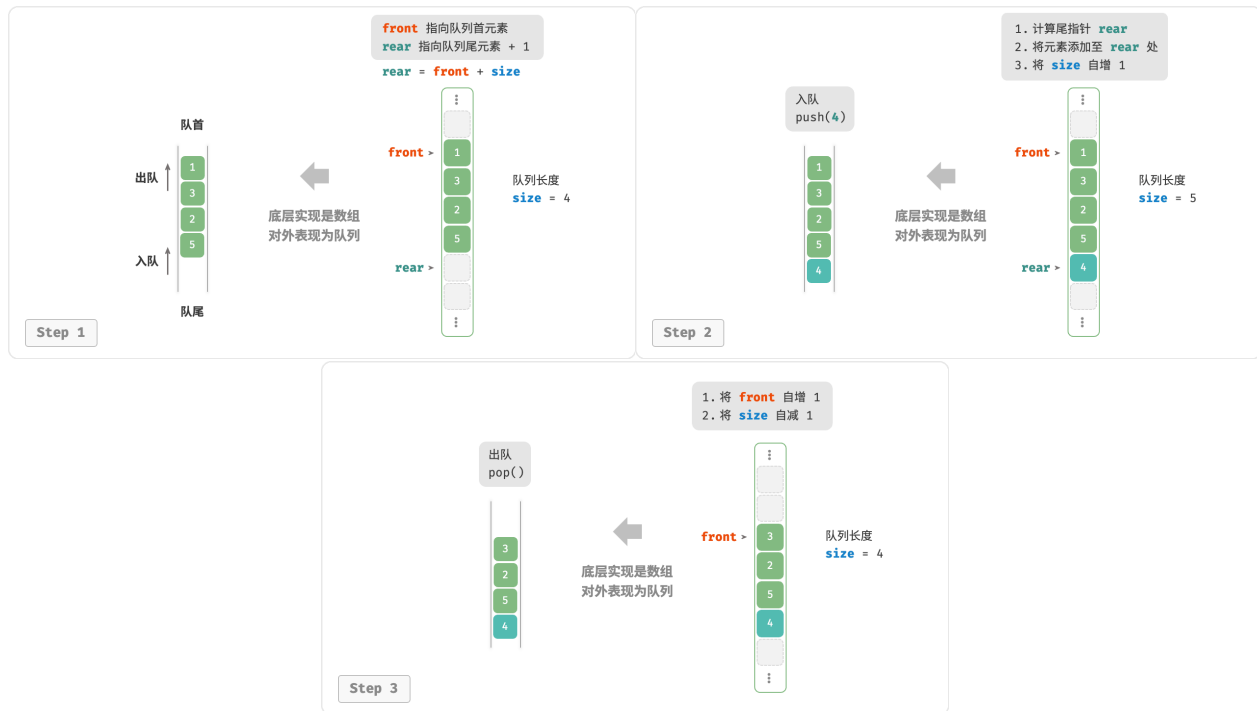 front 指向队列首元素
rear 指向队列尾元素 + 1
rear = front + size
⋮
队首
front
1
1
出队
3
3
队列长度
size = 4
2
2
底层实现是数组
对外表现为队列
5
5
入队
rear
队尾
⋮
Step 1
1. 计算尾指针 rear
2. 将元素添加至 rear 处
3. 将 size 自增 1
入队
push(4)
⋮
front
1
1
3
3
队列长度
size = 5
2
2
底层实现是数组
对外表现为队列
5
5
4
rear
4
⋮
Step 2
1. 将 front 自增 1
2. 将 size 自减 1
出队
pop()
⋮
front
3
3
队列长度
size = 4
2
2
底层实现是数组
对外表现为队列
5
5
4
4
⋮
Step 3